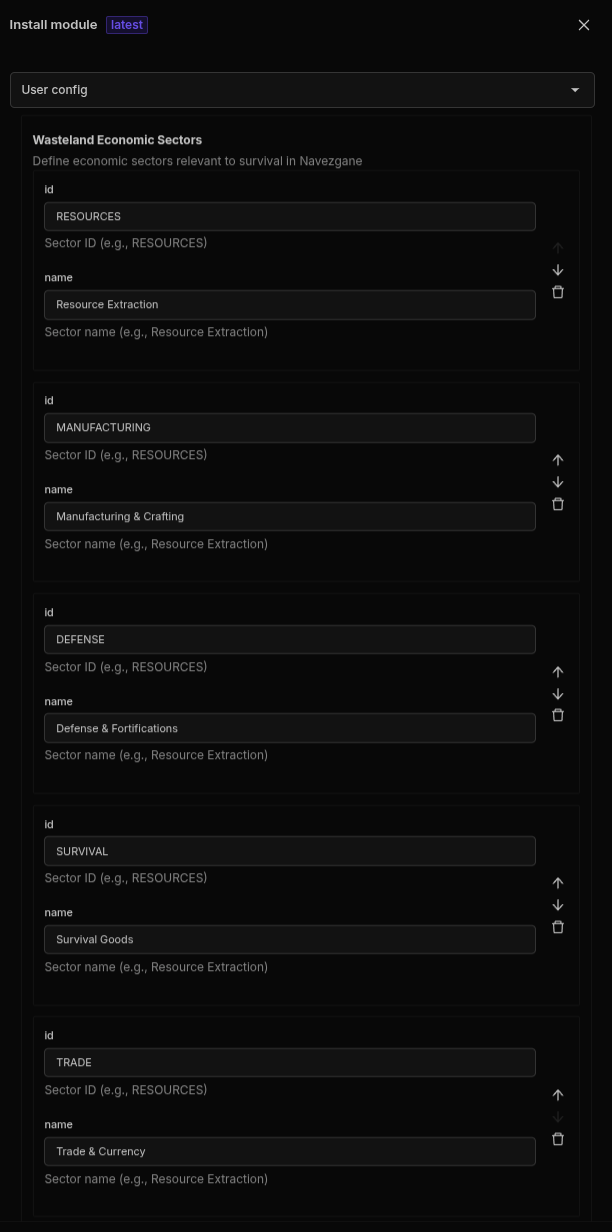 Install module latest
User config
Wasteland Economic Sectors
Define economic sectors relevant to survival in Navezgane
id
RESOURCES
Sector ID (e.g., RESOURCES)
name
Resource Extraction
Sector name (e.g., Resource Extraction)
id
MANUFACTURING
Sector ID (e.g., RESOURCES)
name
Manufacturing & Crafting
Sector name (e.g., Resource Extraction)
id
DEFENSE
Sector ID (e.g., RESOURCES)
name
Defense & Fortifications
Sector name (e.g., Resource Extraction)
id
SURVIVAL
Sector ID (e.g., RESOURCES)
name
Survival Goods
Sector name (e.g., Resource Extraction)
id
TRADE
Sector ID (e.g., RESOURCES)
name
Trade & Currency
Sector name (e.g., Resource Extraction)